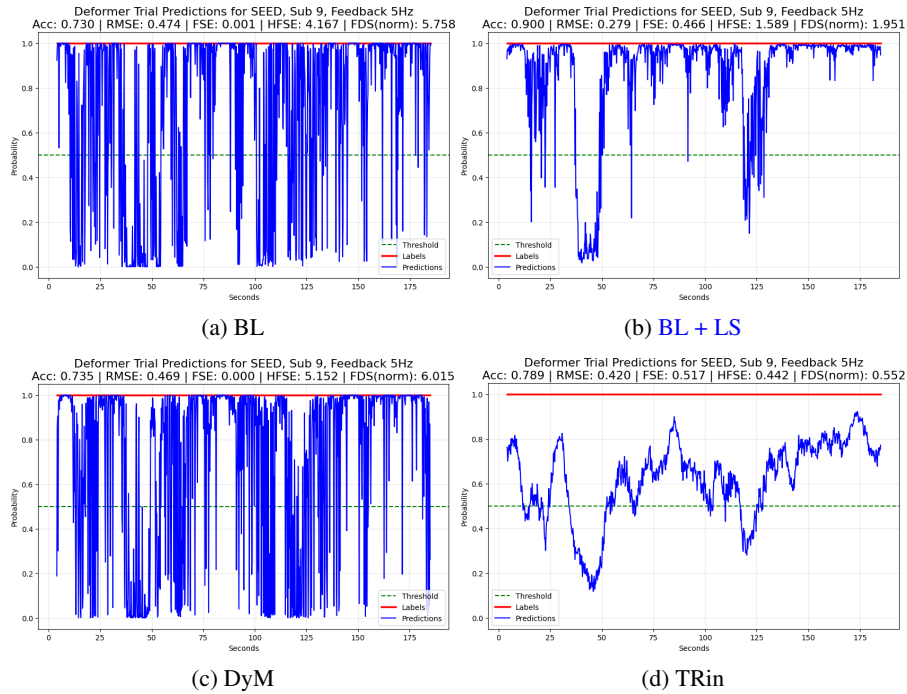 Deformer Trial Predictions for SEED, Sub 9, Feedback 5Hz
Acc: 0.730 | RMSE: 0.474 | FSE: 0.001 | HFSE: 4.167 | FDS(norm): 5.758
1.0
0.8
0.6
0.4
0.2
0.0
Probability
Threshold
Labels
Predictions
0 25 50 75 100 125 150 175
Seconds
(a) BL
Deformer Trial Predictions for SEED, Sub 9, Feedback 5Hz
Acc: 0.900 | RMSE: 0.279 | FSE: 0.466 | HFSE: 1.589 | FDS(norm): 1.951
1.0
0.8
0.6
0.4
0.2
0.0
Probability
Threshold
Labels
Predictions
0 25 50 75 100 125 150 175
Seconds
(b) BL + LS
Deformer Trial Predictions for SEED, Sub 9, Feedback 5Hz
Acc: 0.735 | RMSE: 0.469 | FSE: 0.000 | HFSE: 5.152 | FDS(norm): 6.015
1.0
0.8
0.6
0.4
0.2
0.0
Probability
Threshold
Labels
Predictions
0 25 50 75 100 125 150 175
Seconds
(c) DyM
Deformer Trial Predictions for SEED, Sub 9, Feedback 5Hz
Acc: 0.789 | RMSE: 0.420 | FSE: 0.517 | HFSE: 0.442 | FDS(norm): 0.552
1.0
0.8
0.6
0.4
0.2
0.0
Probability
Threshold
Labels
Predictions
0 25 50 75 100 125 150 175
Seconds
(d) TRin